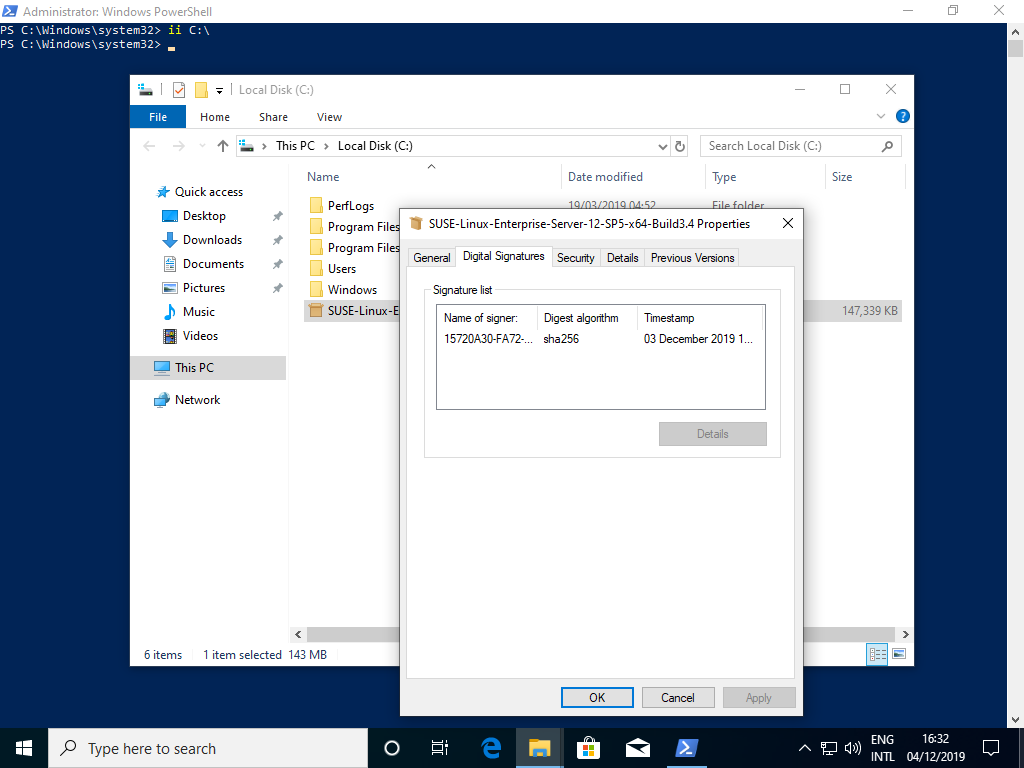 Administrator: Windows PowerShell
PS C:\Windows\system32> ii C:\
PS C:\Windows\system32>
Local Disk (C:)
File Home Share View
This PC Local Disk (C:) Search Local Disk (C:)
Name Date modified Type Size
Quick access
Desktop
Downloads
Documents
Pictures
Music
Videos
This PC
Network
PerfLogs 19/03/2019 04:52 File folder
Program Files
Program Files
Users
Windows
SUSE-Linux-E 147,339 KB
6 items 1 item selected 143 MB
SUSE-Linux-Enterprise-Server-12-SP5-x64-Build3.4 Properties
General Digital Signatures Security Details Previous Versions
Signature list
Name of signer: Digest algorithm Timestamp
15720A30-FA72-... sha256 03 December 2019 1...
Details
OK Cancel Apply
Type here to search
ENG
INTL
16:32
04/12/2019